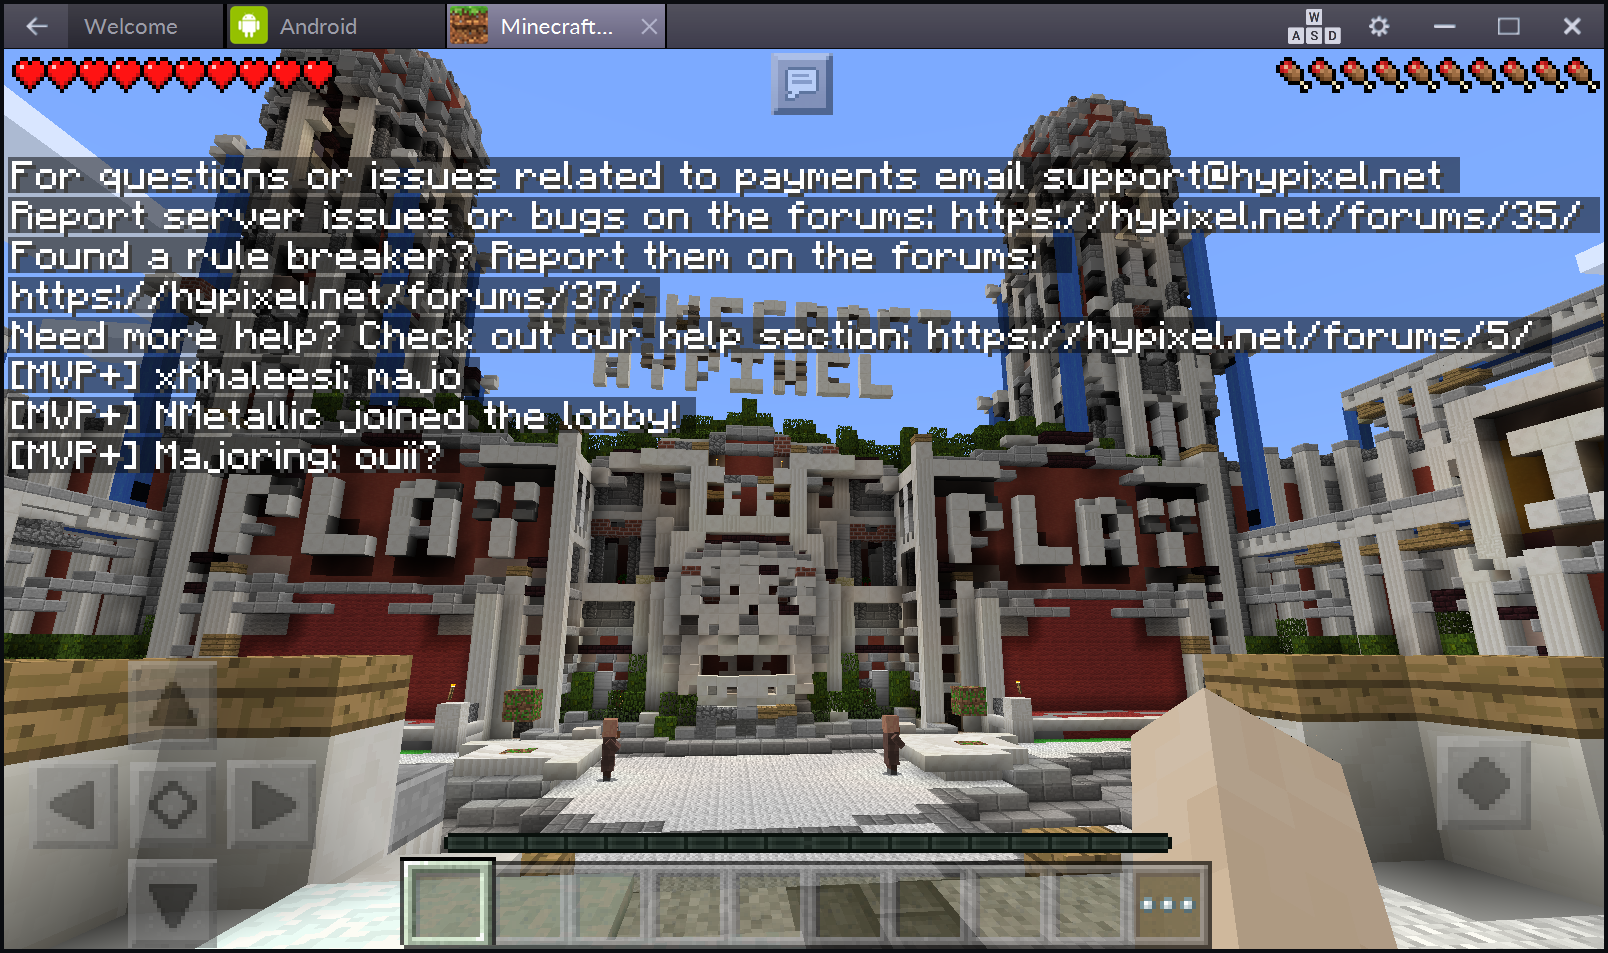 Welcome
Android
Minecraft...
W
A S D
For questions or issues related to payments email support@hypixel.net
Report server issues or bugs on the forums: https://hypixel.net/forums/35/
Found a rule breaker? Report them on the forums:
https://hypixel.net/forums/37/
Need more help? Check out our help section: https://hypixel.net/forums/5/
[MVP+] xKhaleesi: majo
[MVP+] NMetallic joined the lobby!
[MVP+] Majoring: ouii?
HYPIXEL
PLAY
PLAY